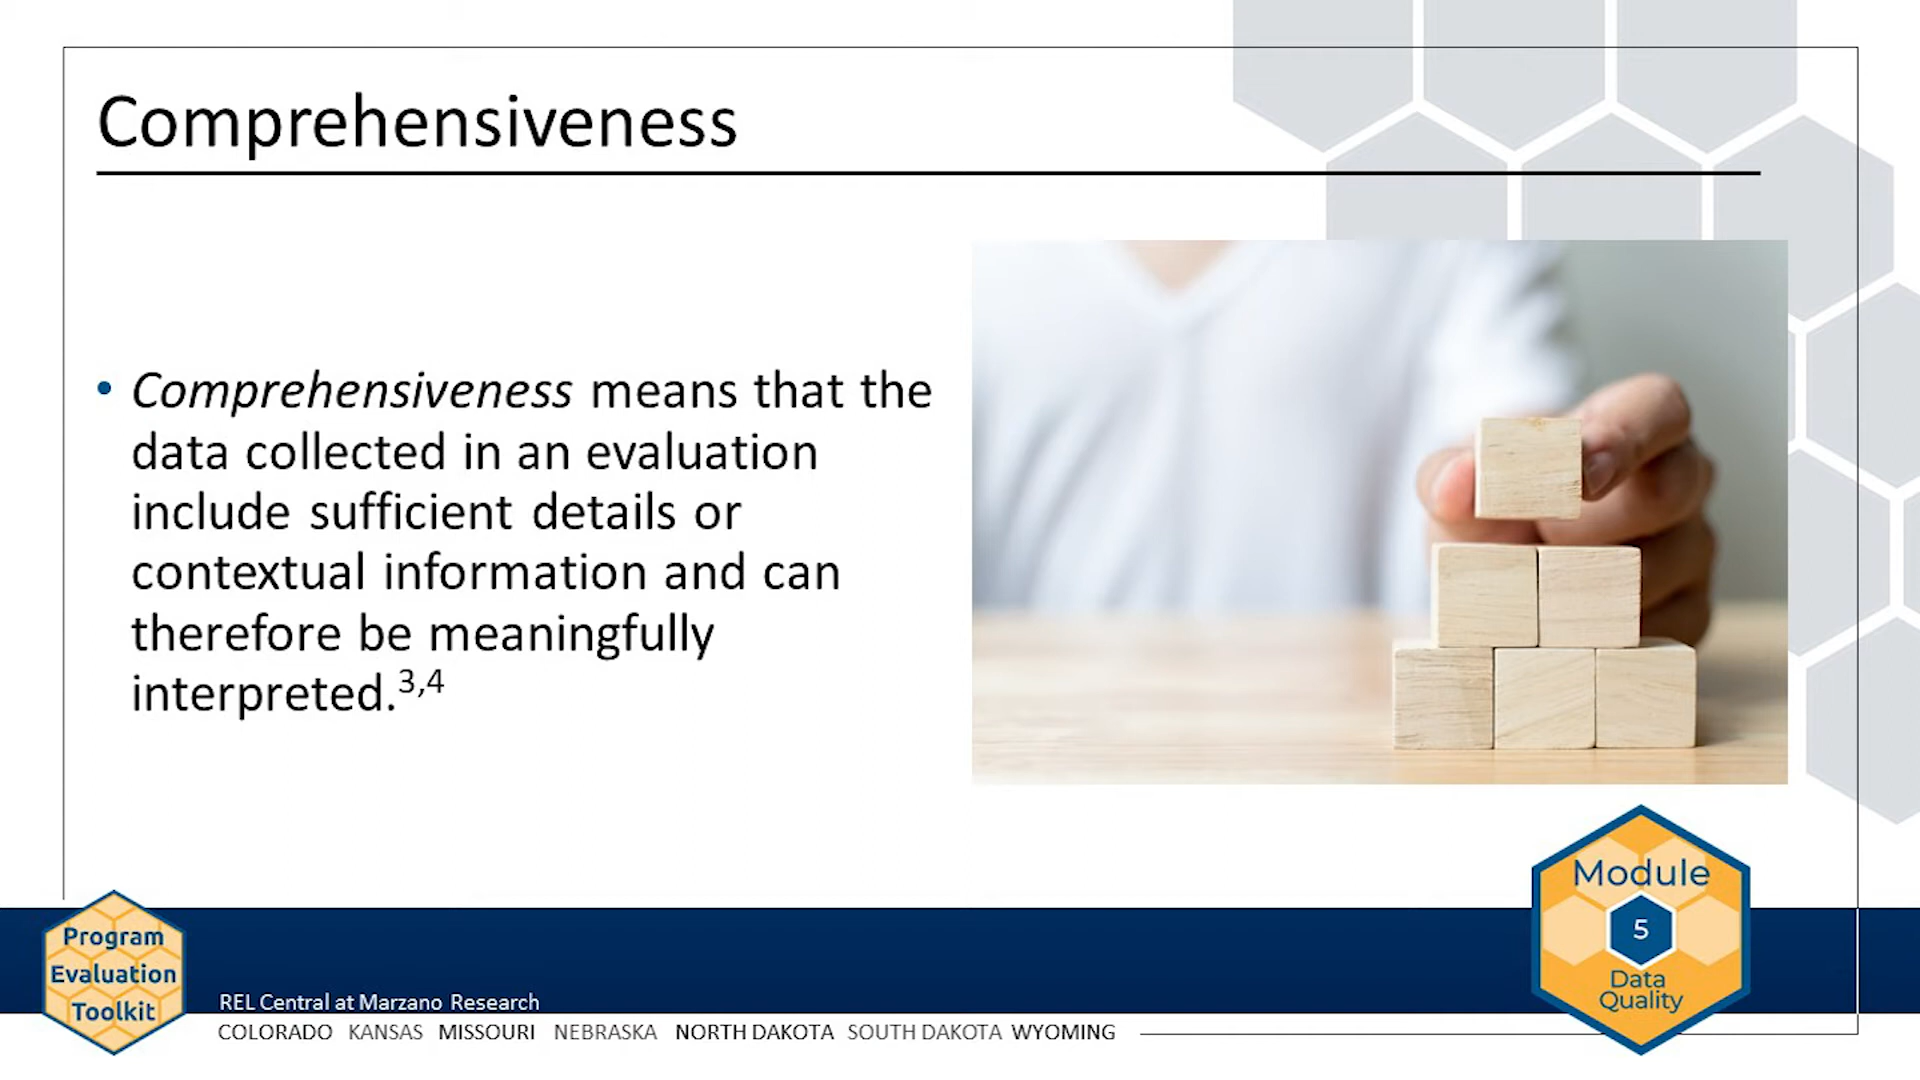 Comprehensiveness
• Comprehensiveness means that the
data collected in an evaluation
include sufficient details or
contextual information and can
therefore be meaningfully
interpreted.3,4
Module
5
Data
Quality
Program
Evaluation
Toolkit
REL Central at Marzano Research
COLORADO KANSAS MISSOURI NEBRASKA NORTH DAKOTA SOUTH DAKOTA WYOMING